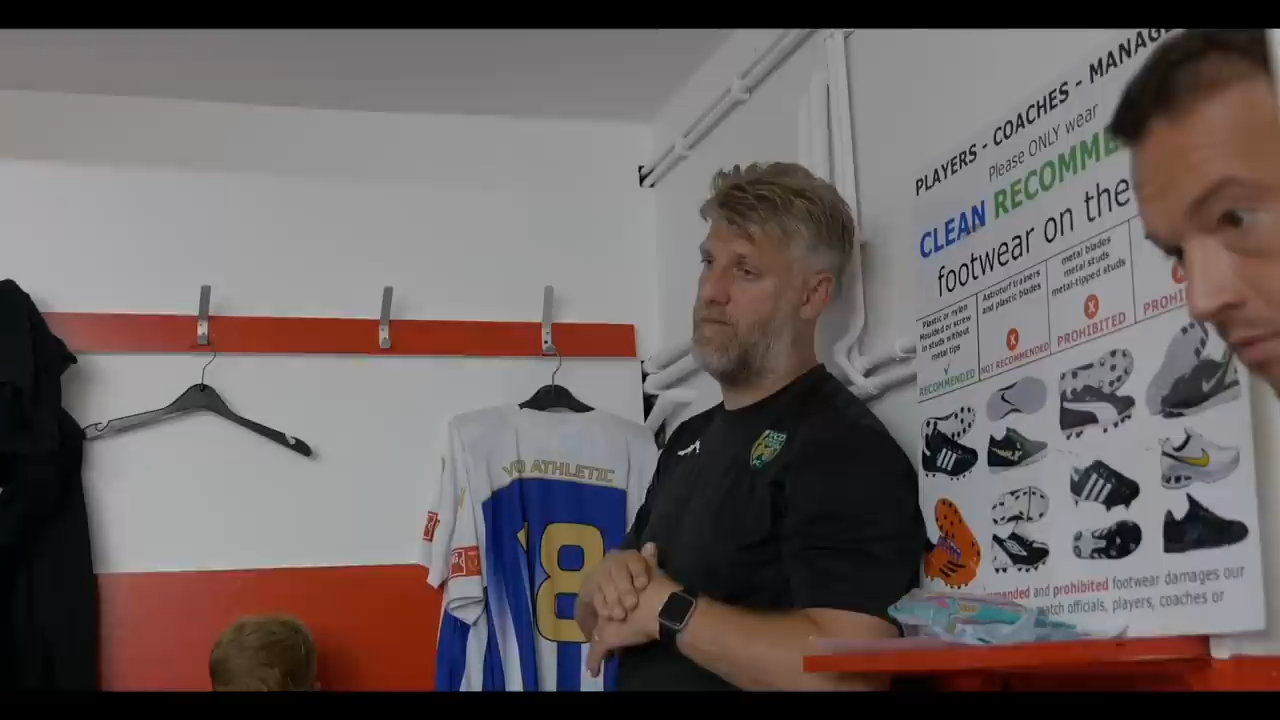 PLAYERS - COACHES - MANAG
Please ONLY wear
CLEAN RECOMME
footwear on the
Plastic or nylon
Moulded or screw
in studs without
metal tips
RECOMMENDED
Astroturf trainers
and plastic blades
X
NOT RECOMMENDED
metal blades
metal studs
metal-tipped studs
X
PROHIBITED
PROHI
mended and prohibited footwear damages our
match officials, players, coaches or
ATHLETIC
18